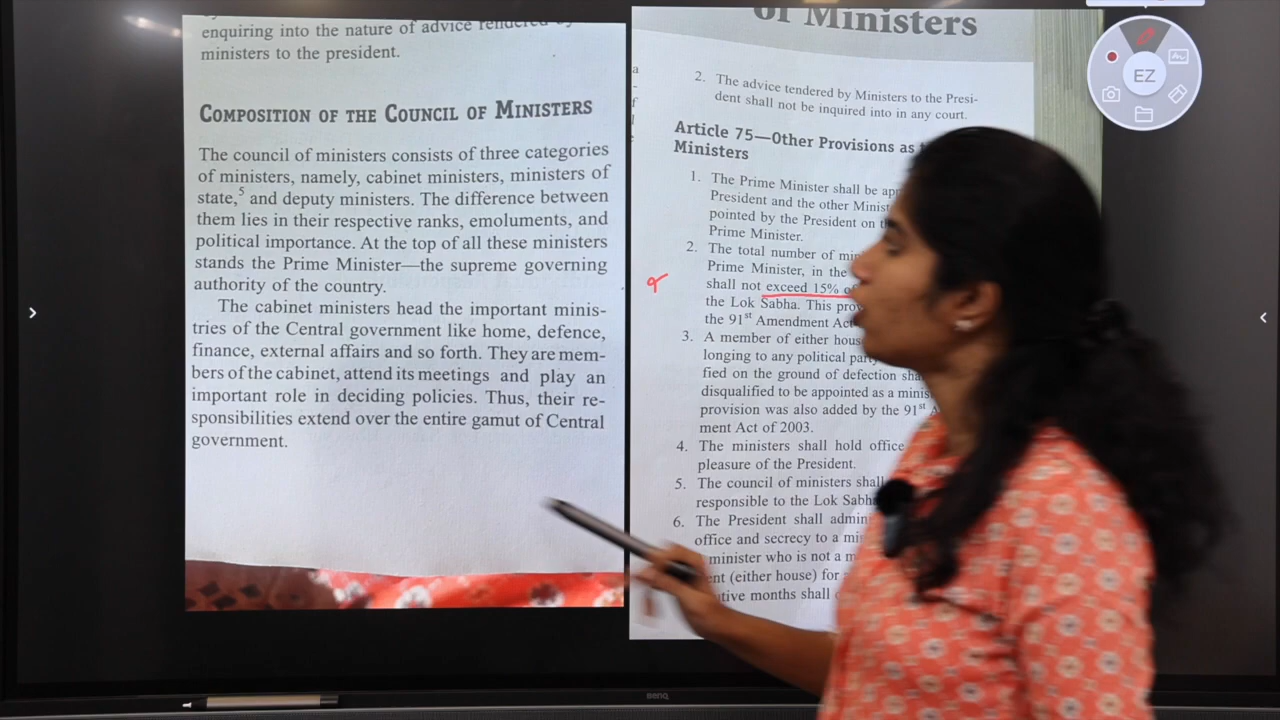 enquiring into the nature of advice rendered by
ministers to the president.
COMPOSITION OF THE COUNCIL OF MINISTERS
The council of ministers consists of three categories
of ministers, namely, cabinet ministers, ministers of
state,5 and deputy ministers. The difference between
them lies in their respective ranks, emoluments, and
political importance. At the top of all these ministers
stands the Prime Minister—the supreme governing
authority of the country.
The cabinet ministers head the important minis-
tries of the Central government like home, defence,
finance, external affairs and so forth. They are mem-
bers of the cabinet, attend its meetings and play an
important role in deciding policies. Thus, their re-
sponsibilities extend over the entire gamut of Central
government.
of Ministers
2. The advice tendered by Ministers to the Presi-
dent shall not be inquired into in any court.
Article 75—Other Provisions as
Ministers
1. The Prime Minister shall be
President and the other
pointed by the President on
Prime Minister.
2. The total number of
Prime Minister, in the
shall not exceed 15%
the Lok Sabha. This
the 91st Amendment
3. A member of either
longing to any political
fied on the ground of defection
disqualified to be appointed as a
provision was also added by the 91st
ment Act of 2003.
4. The ministers shall hold office
pleasure of the President.
5. The council of ministers shall
responsible to the Lok
6. The President shall
office and secrecy to a
minister who is not a
(either house) for
months shall
EZ
BenQ